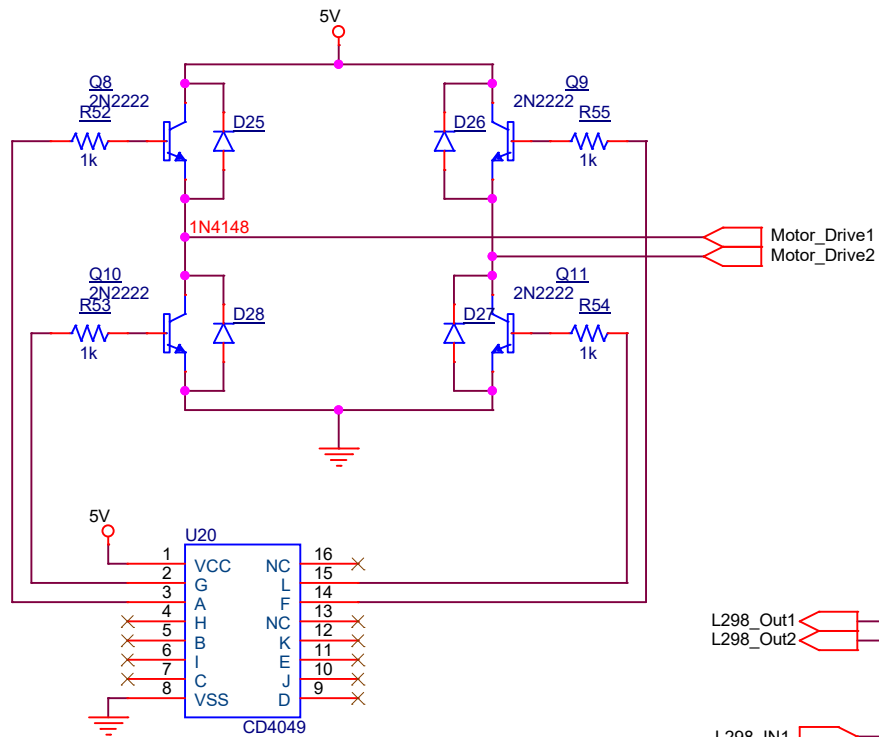 5V
Q8
2N2222
R52
1k
D25
D26
Q9
2N2222
R55
1k
1N4148
Motor_Drive1
Motor_Drive2
Q10
2N2222
R53
1k
D28
D27
Q11
2N2222
R54
1k
5V
U20
1 VCC NC 16
2 G L 15
3 A F 14
4 H NC 13
5 B K 12
6 I E 11
7 C J 10
8 VSS D 9
CD4049
L298_Out1
L298_Out2
L298_IN1